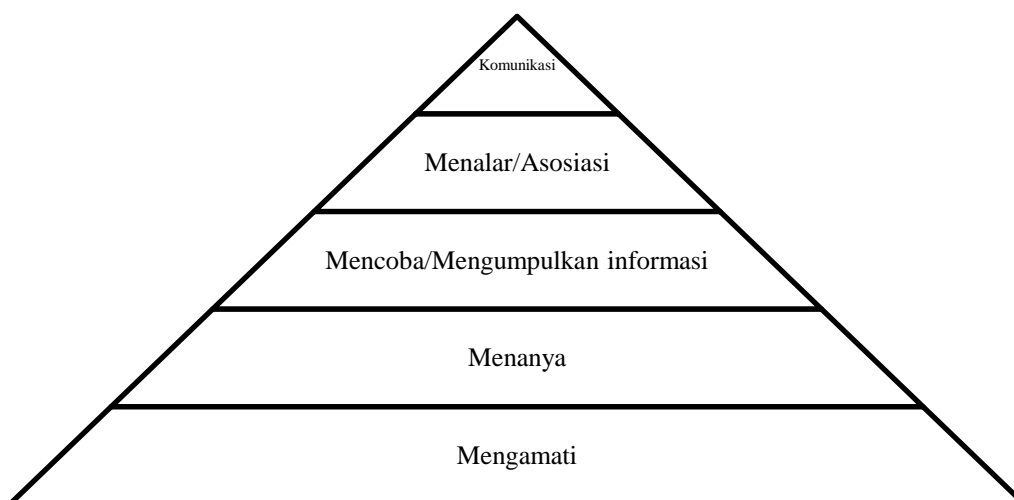 Komunikasi
Menalar/Asosiasi
Mencoba/Mengumpulkan informasi
Menanya
Mengamati